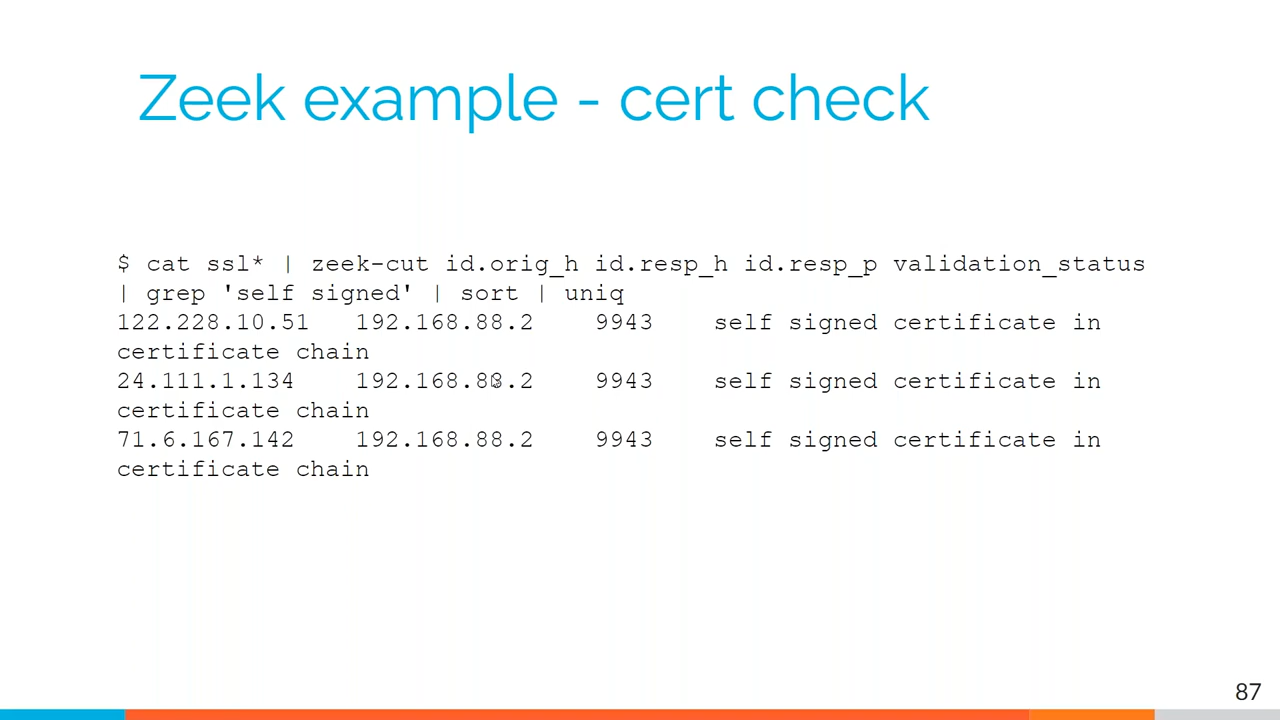 Zeek example - cert check
$ cat ssl* | zeek-cut id.orig_h id.resp_h id.resp_p validation_status
| grep 'self signed' | sort | uniq
122.228.10.51 192.168.88.2 9943 self signed certificate in
certificate chain
24.111.1.134 192.168.88.2 9943 self signed certificate in
certificate chain
71.6.167.142 192.168.88.2 9943 self signed certificate in
certificate chain
87